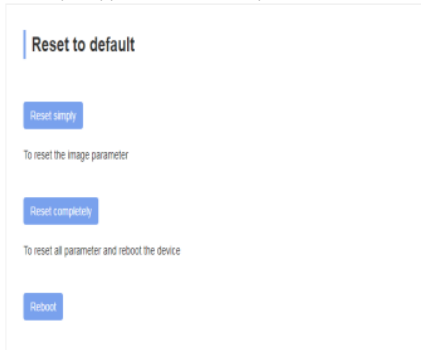 Reset to default
Reset simply
To reset the image parameter
Reset completely
To reset all parameter and reboot the device
Reboot